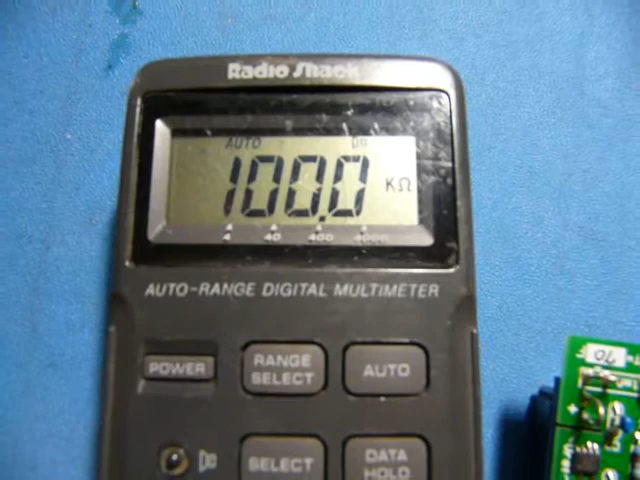 Radio Shack
AUTO
100.0 KΩ
4 40 400 4000
AUTO-RANGE DIGITAL MULTIMETER
POWER
RANGE SELECT
AUTO
SELECT
DATA HOLD
70
+